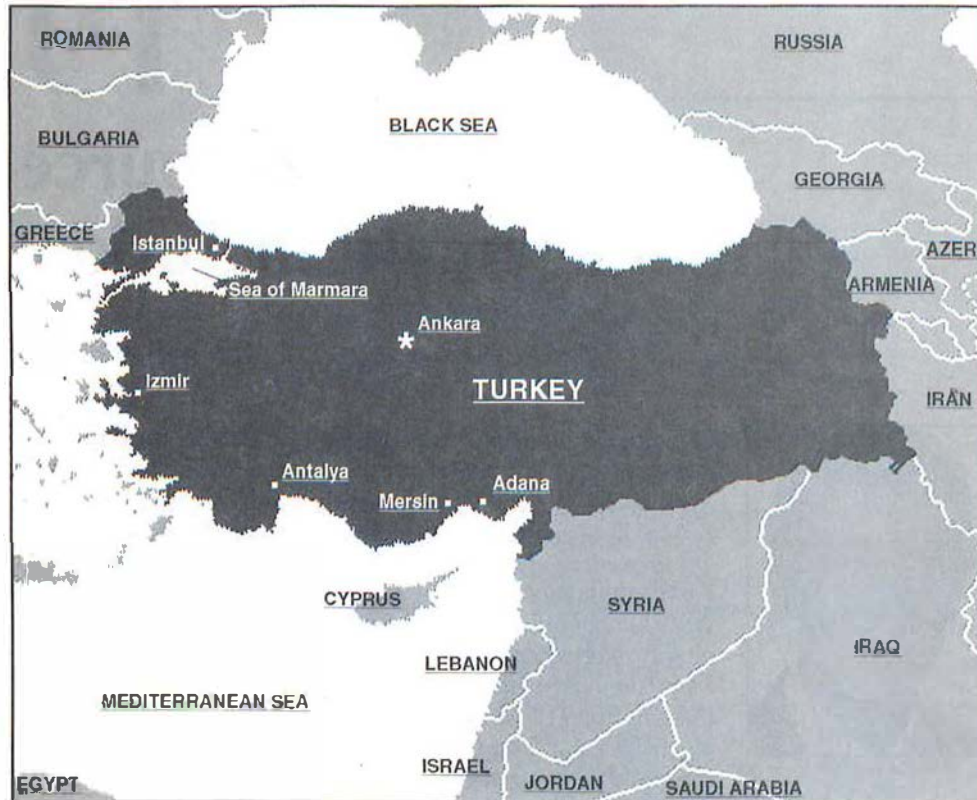 ROMANIA
RUSSIA
BLACK SEA
BULGARIA
GEORGIA
GREECE
Istanbul
AZER
ARMENIA
Sea of Marmara
Ankara
Izmir
TURKEY
IRAN
Antalya
Mersin
Adana
CYPRUS
SYRIA
IRAQ
LEBANON
MEDITERRANEAN SEA
ISRAEL
EGYPT
JORDAN
SAUDI ARABIA